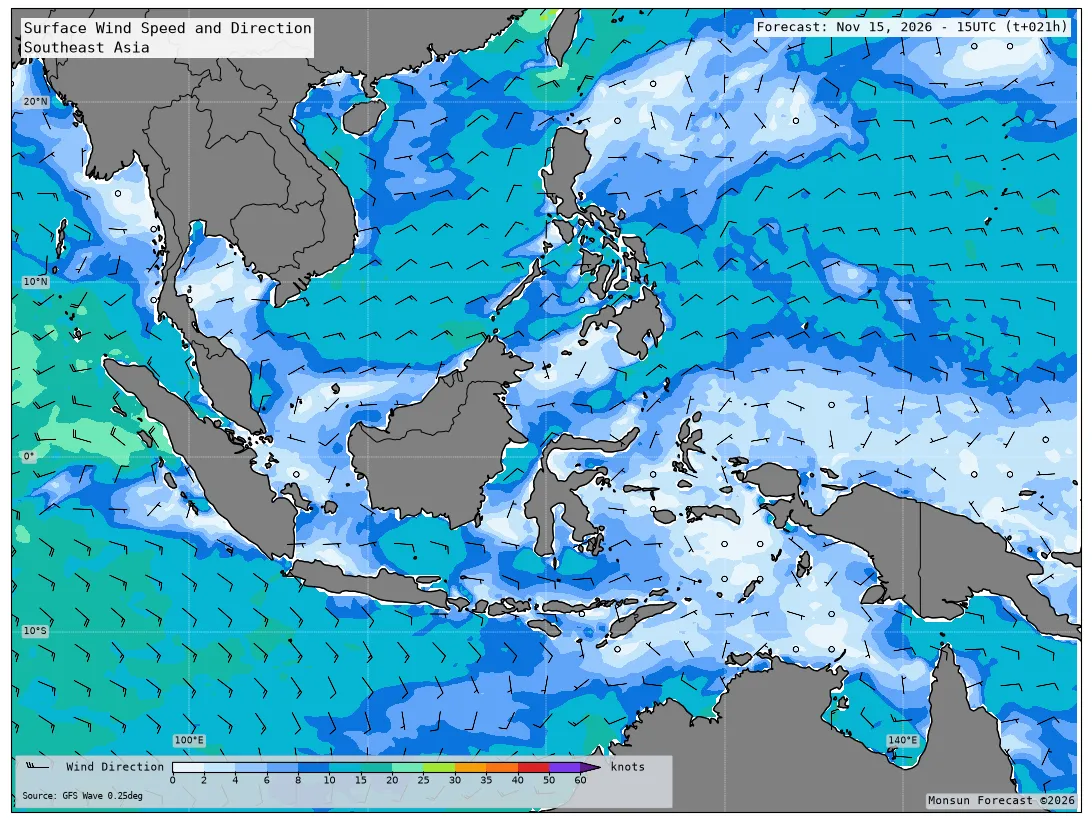 Surface Wind Speed and Direction
Southeast Asia
Forecast: Nov 15, 2026 - 15UTC (t+021h)
20°N
10°N
0°
10°S
100°E
140°E
Wind Direction
0 2 4 6 8 10 15 20 25 30 35 40 50 60
knots
Source: GFS Wave 0.25deg
Monsun Forecast ©2026